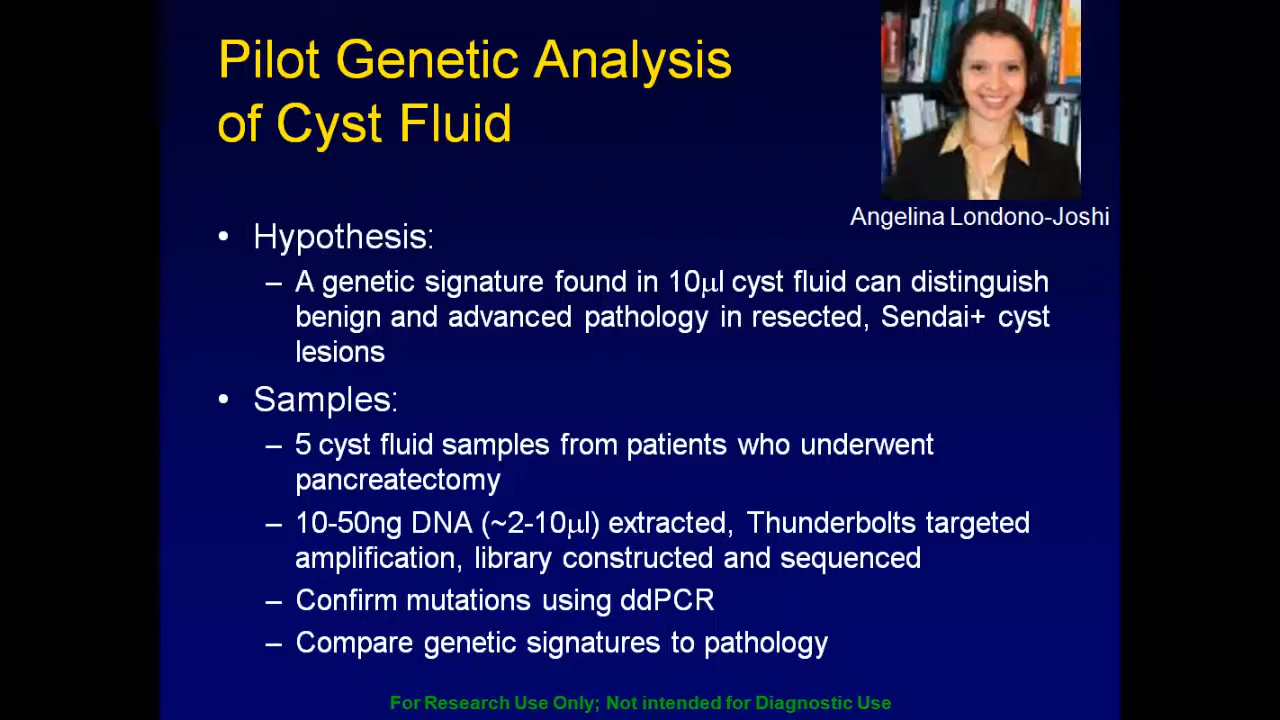 Pilot Genetic Analysis
of Cyst Fluid
Angelina Londono-Joshi
• Hypothesis:
– A genetic signature found in 10μl cyst fluid can distinguish
benign and advanced pathology in resected, Sendai+ cyst
lesions
• Samples:
– 5 cyst fluid samples from patients who underwent
pancreatectomy
– 10-50ng DNA (~2-10μl) extracted, Thunderbolts targeted
amplification, library constructed and sequenced
– Confirm mutations using ddPCR
– Compare genetic signatures to pathology
For Research Use Only; Not intended for Diagnostic Use